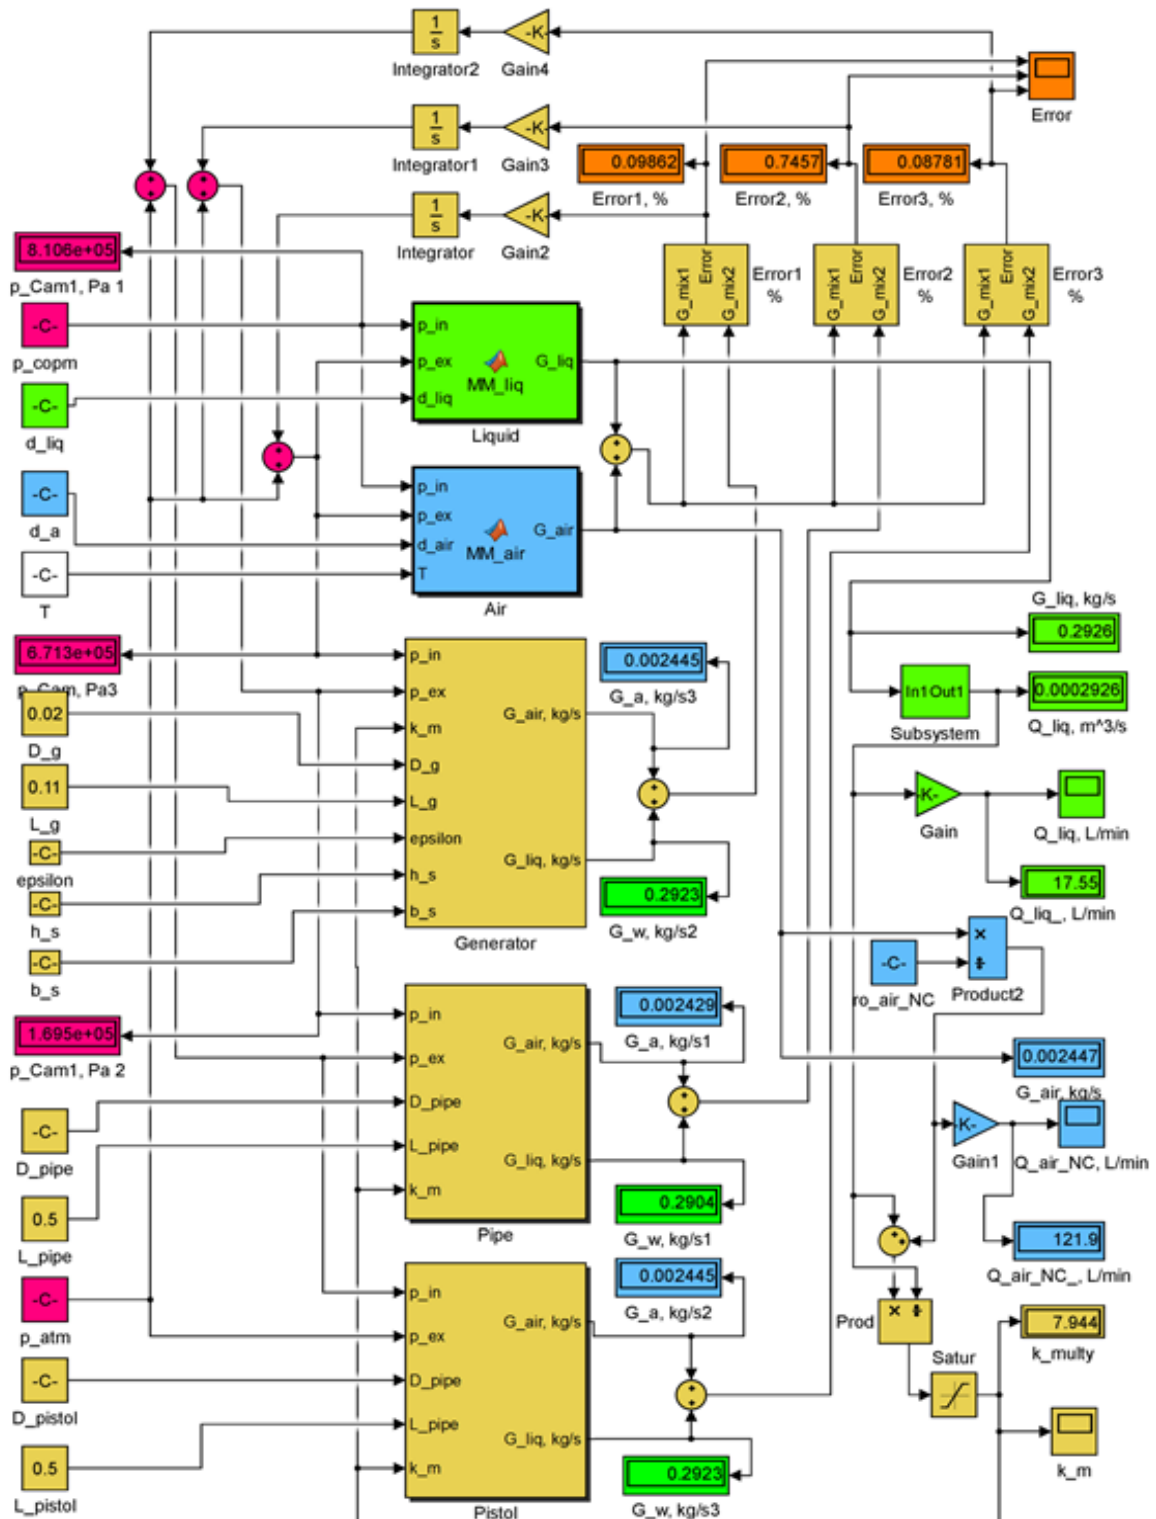 1
s
Integrator2
-K-
Gain4
Error
1
s
Integrator1
-K-
Gain3
0.09862
Error1, %
0.7457
Error2, %
0.08781
Error3, %
1
s
Integrator
-K-
Gain2
8.106e+05
p_Cam1, Pa 1
G_mix1
Error
G_mix2
Error1
%
G_mix1
Error
G_mix2
Error2
%
G_mix1
Error
G_mix2
Error3
%
-C-
p_copm
p_in
p_ex
d_liq
MM_liq
G_liq
Liquid
-C-
d_liq
-C-
d_a
p_in
p_ex
d_air
T
MM_air
G_air
Air
-C-
T
6.713e+05
p_Cam, Pa3
0.02
D_g
0.11
L_g
-C-
epsilon
-C-
h_s
-C-
b_s
p_in
p_ex
k_m
D_g
L_g
epsilon
h_s
b_s
G_air, kg/s
G_liq, kg/s
Generator
0.002445
G_a, kg/s3
0.2923
G_w, kg/s2
G_liq, kg/s
0.2926
In1Out1
Subsystem
0.0002926
Q_liq, m^3/s
-K-
Gain
Q_liq, L/min
17.55
Q_liq_, L/min
-C-
ro_air_NC
×
÷
Product2
1.695e+05
p_Cam1, Pa 2
-C-
D_pipe
0.5
L_pipe
p_in
p_ex
D_pipe
L_pipe
k_m
G_air, kg/s
G_liq, kg/s
Pipe
0.002429
G_a, kg/s1
0.2904
G_w, kg/s1
0.002447
G_air, kg/s
-K-
Gain1
Q_air_NC, L/min
121.9
Q_air_NC_, L/min
-C-
p_atm
-C-
D_pistol
0.5
L_pistol
p_in
p_ex
D_pipe
L_pipe
k_m
G_air, kg/s
G_liq, kg/s
Pistol
0.002445
G_a, kg/s2
0.2923
G_w, kg/s3
× ÷
Prod
Satur
7.944
k_multy
k_m